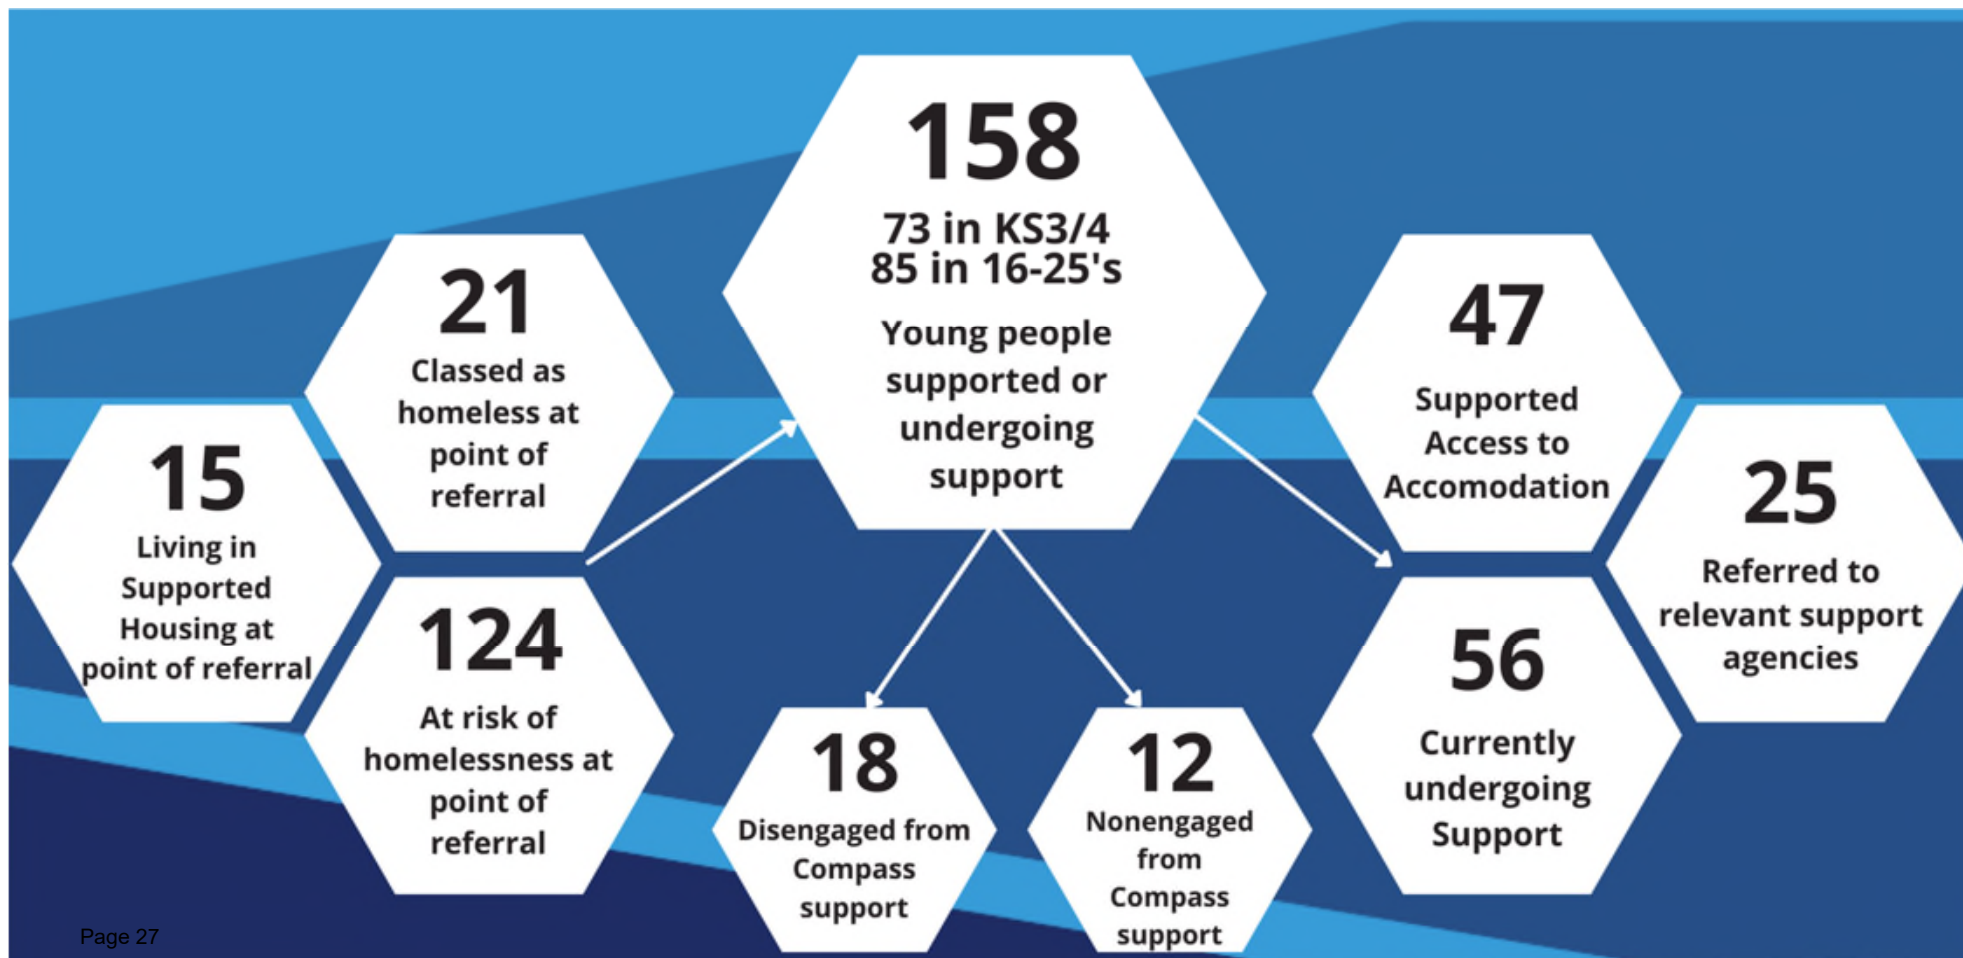 158
73 in KS3/4
85 in 16-25's
Young people
supported or
undergoing
support
21
Classed as
homeless at
point of
referral
15
Living in
Supported
Housing at
point of referral
124
At risk of
homelessness at
point of
referral
18
Disengaged from
Compass
support
12
Nonengaged
from
Compass
support
47
Supported
Access to
Accomodation
25
Referred to
relevant support
agencies
56
Currently
undergoing
Support
Page 27